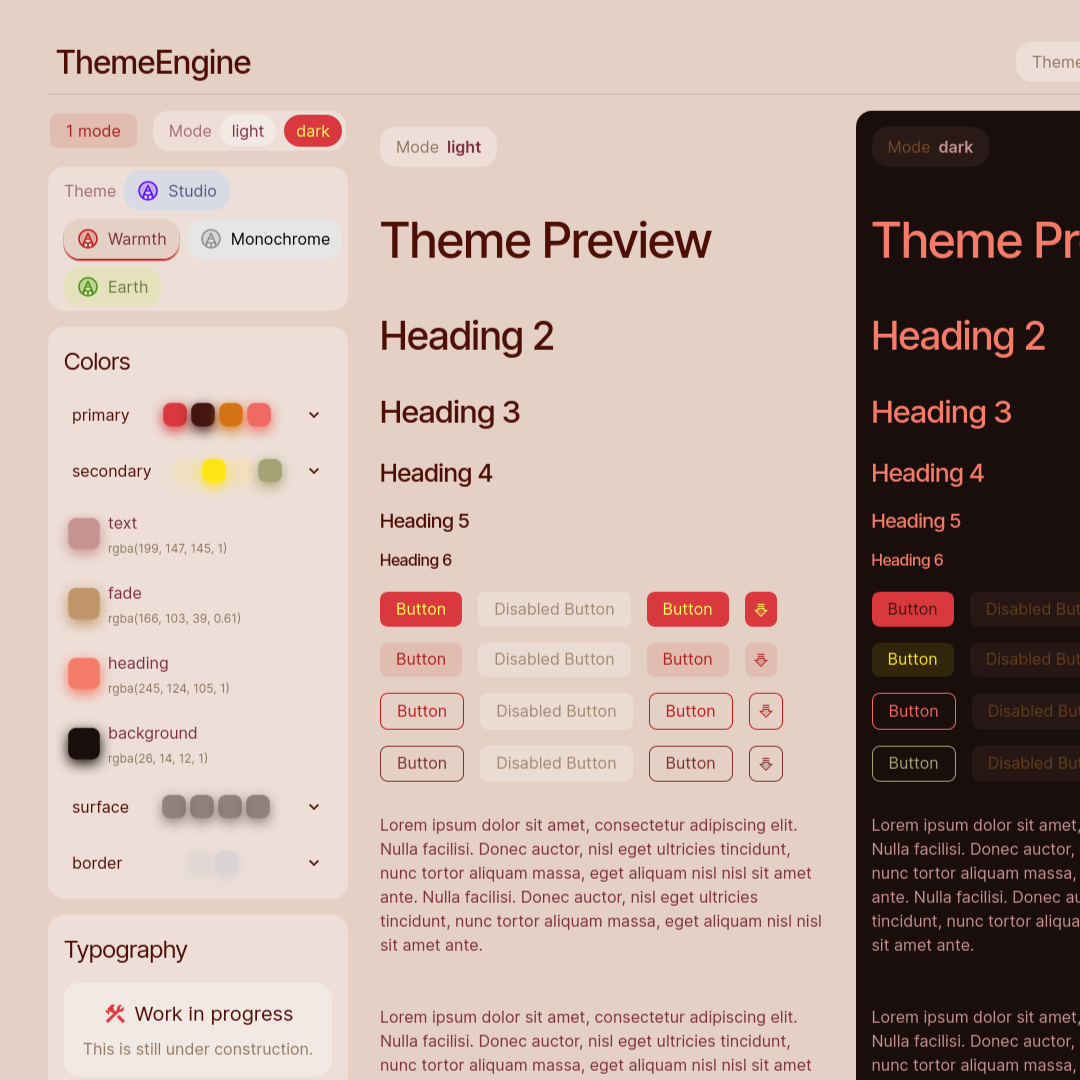 ThemeEngine
Theme
1 mode
Mode light dark
Theme Studio
Warmth Monochrome
Earth
Colors
primary
secondary
text
rgba(199, 147, 145, 1)
fade
rgba(166, 103, 39, 0.61)
heading
rgba(245, 124, 105, 1)
background
rgba(26, 14, 12, 1)
surface
border
Typography
Work in progress
This is still under construction.
Mode light
Theme Preview
Heading 2
Heading 3
Heading 4
Heading 5
Heading 6
Button Disabled Button Button
Button Disabled Button Button
Button Disabled Button Button
Button Disabled Button Button
Lorem ipsum dolor sit amet, consectetur adipiscing elit.
Nulla facilisi. Donec auctor, nisl eget ultricies tincidunt,
nunc tortor aliquam massa, eget aliquam nisl nisl sit amet
ante. Nulla facilisi. Donec auctor, nisl eget ultricies
tincidunt, nunc tortor aliquam massa, eget aliquam nisl nisl
sit amet ante.
Lorem ipsum dolor sit amet, consectetur adipiscing elit.
Nulla facilisi. Donec auctor, nisl eget ultricies tincidunt,
nunc tortor aliquam massa, eget aliquam nisl nisl sit amet
Mode dark
Theme Pr
Heading 2
Heading 3
Heading 4
Heading 5
Heading 6
Button Disabled Button
Button Disabled Button
Button Disabled Button
Button Disabled Button
Lorem ipsum dolor sit amet,
Nulla facilisi. Donec auctor,
nunc tortor aliquam massa,
ante. Nulla facilisi. Donec au
tincidunt, nunc tortor aliqua
sit amet ante.
Lorem ipsum dolor sit amet,
Nulla facilisi. Donec auctor,
nunc tortor aliquam massa,